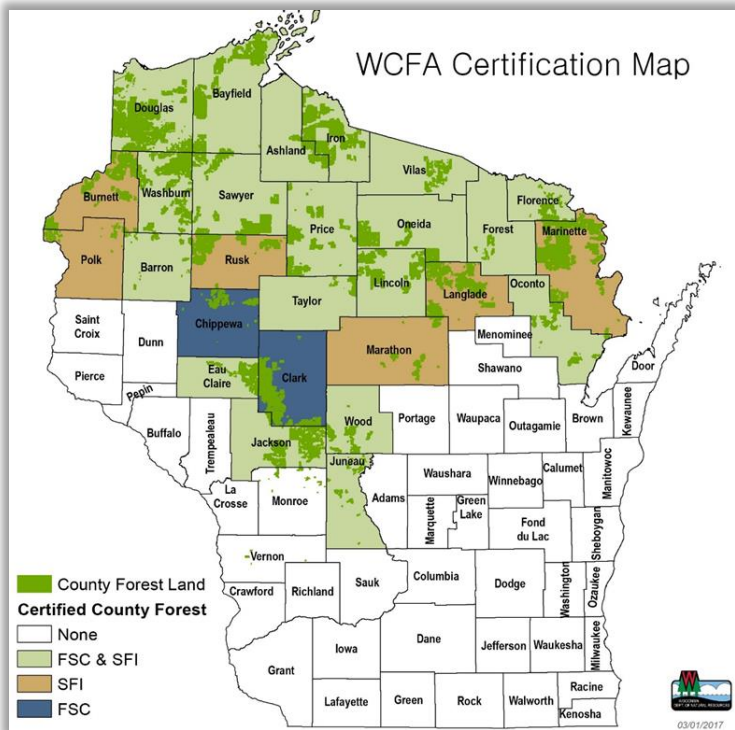 WCFA Certification Map
Bayfield
Douglas
Iron
Ashland
Vilas
Burnett
Washburn
Sawyer
Florence
Price
Oneida
Forest
Marinette
Polk
Barron
Rusk
Lincoln
Langlade
Oconto
Taylor
Saint
Croix
Dunn
Chippewa
Menominee
Marathon
Shawano
Door
Pierce
Pepin
Eau
Claire
Clark
Kewaunee
Buffalo
Trempealeau
Jackson
Wood
Portage
Waupaca
Outagamie
Brown
Juneau
Waushara
Winnebago
Calumet
Manitowoc
La
Crosse
Monroe
Adams
Marquette
Green
Lake
Fond
du Lac
Sheboygan
Vernon
Crawford
Richland
Sauk
Columbia
Dodge
Washington
Ozaukee
Iowa
Dane
Jefferson
Waukesha
Milwaukee
Grant
Lafayette
Green
Rock
Walworth
Racine
Kenosha
County Forest Land
Certified County Forest
None
FSC & SFI
SFI
FSC
WISCONSIN
DEPT. OF NATURAL RESOURCES
03/01/2017